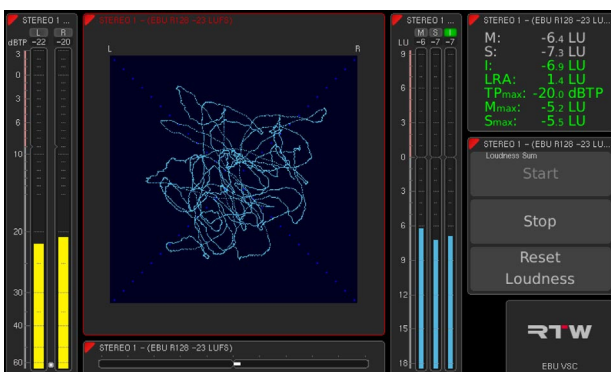 STEREO 1 ...
L R
dBTP -22 -20
3
0
3
6
10
20
30
40
60
STEREO 1 - (EBU R128 -23 LUFS)
L R
STEREO 1 - (EBU R128 -23 LUFS)
STEREO 1 ...
M S I
LU -6 -7 -7
9
6
3
0
3
6
9
12
15
18
STEREO 1 - (EBU R128 -23 LU...
M: -6.4 LU
S: -7.3 LU
I: -6.9 LU
LRA: 1.4 LU
TPmax: -20.0 dBTP
Mmax: -5.2 LU
Smax: -5.5 LU
STEREO 1 - (EBU R128 -23 LU...
Loudness Sum
Start
Stop
Reset
Loudness
RTW
EBU VSC